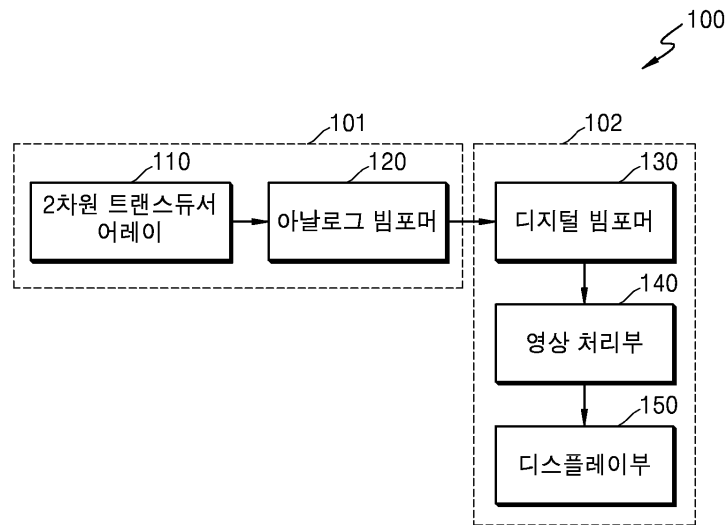 100
101
102
110
120
130
2차원 트랜스듀서
어레이
아날로그 빔포머
디지털 빔포머
140
영상 처리부
150
디스플레이부